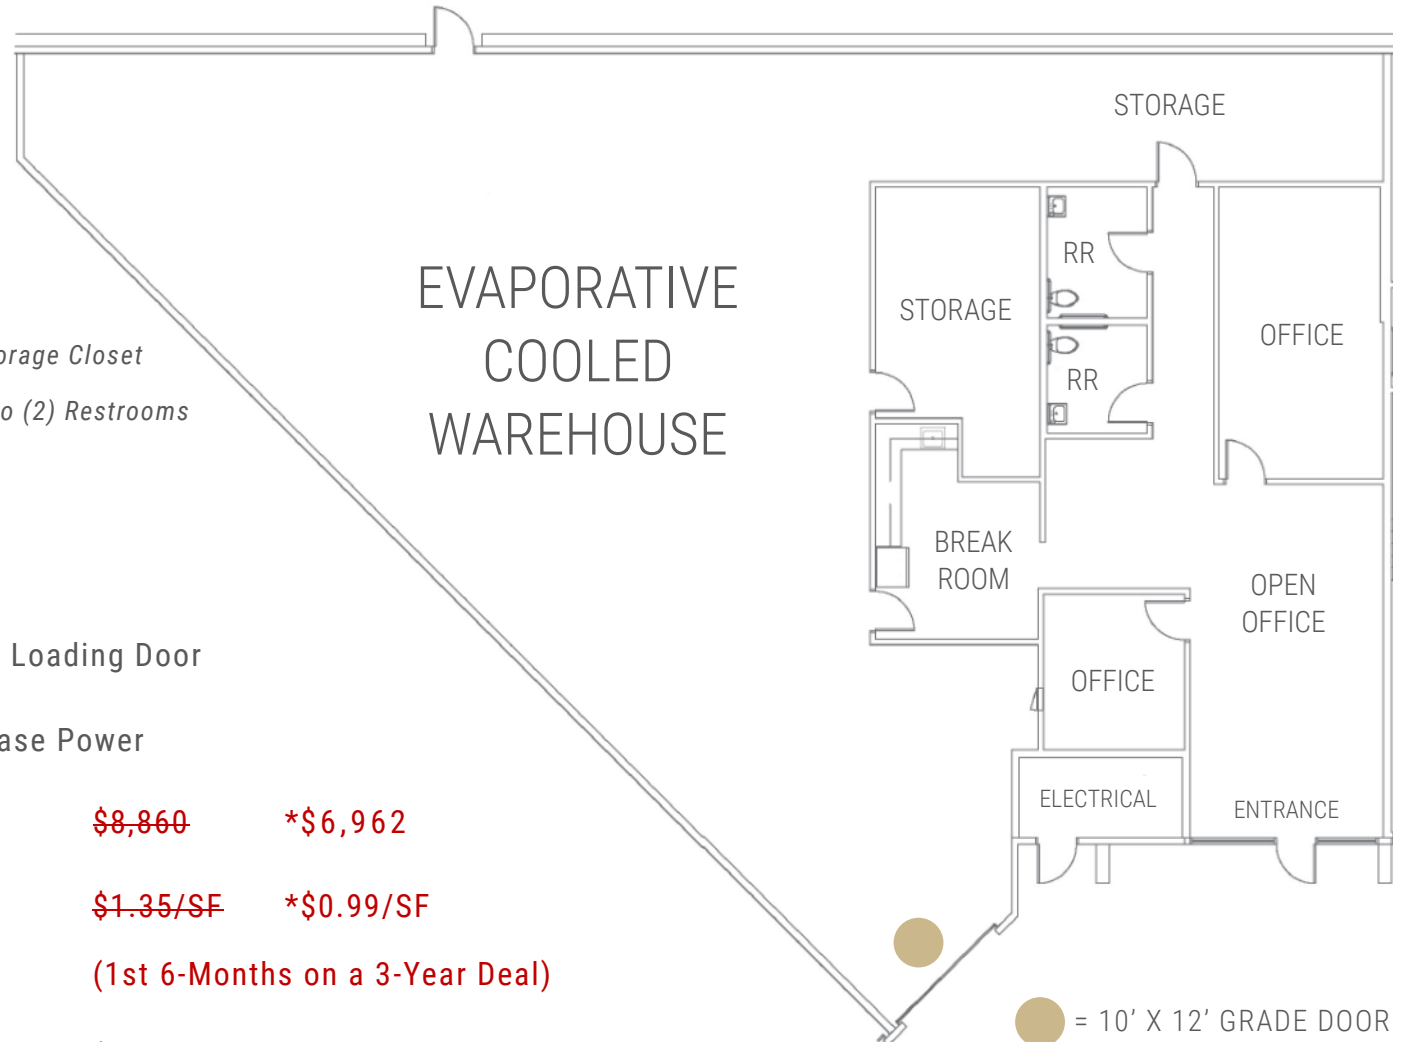 STORAGE
EVAPORATIVE
COOLED
WAREHOUSE
STORAGE
RR
RR
OFFICE
orage Closet
o (2) Restrooms
BREAK
ROOM
OPEN
OFFICE
OFFICE
Loading Door
ase Power
ELECTRICAL
ENTRANCE
$8,860 *$6,962
$1.35/SF *$0.99/SF
(1st 6-Months on a 3-Year Deal)
= 10’ X 12’ GRADE DOOR